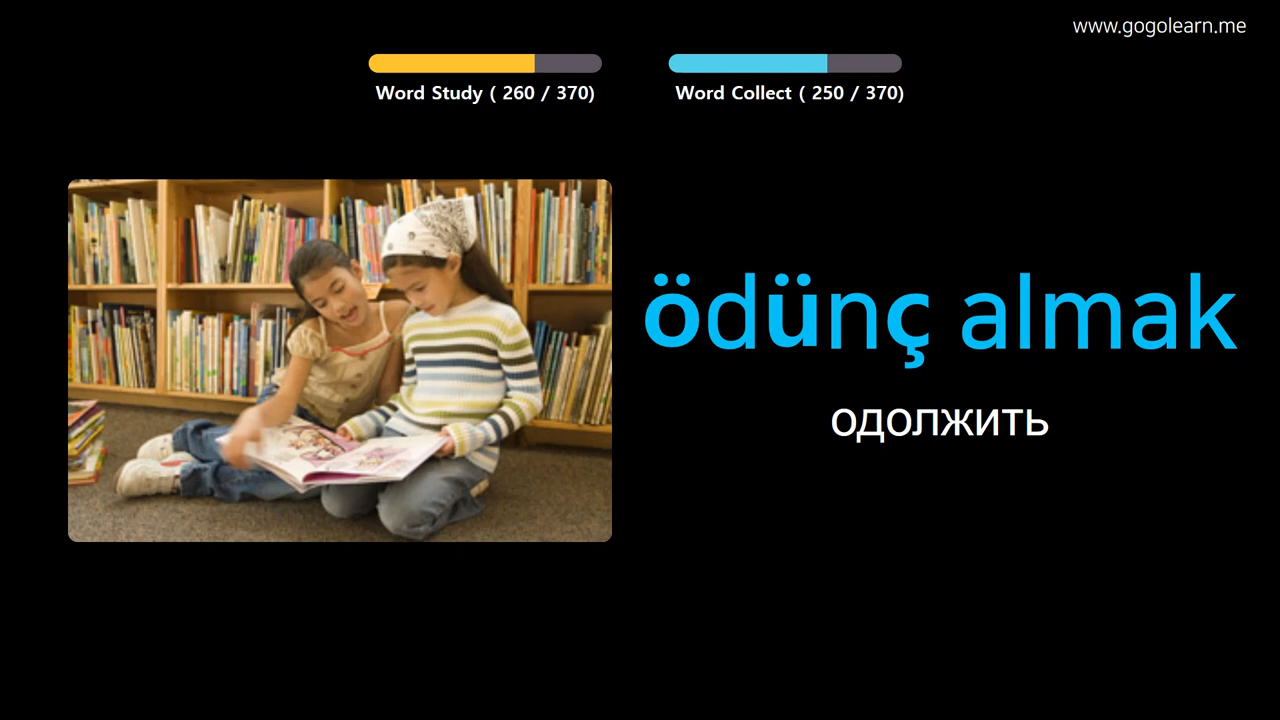 www.gogolearn.me
Word Study ( 260 / 370)
Word Collect ( 250 / 370)
ödünç almak
одолжить